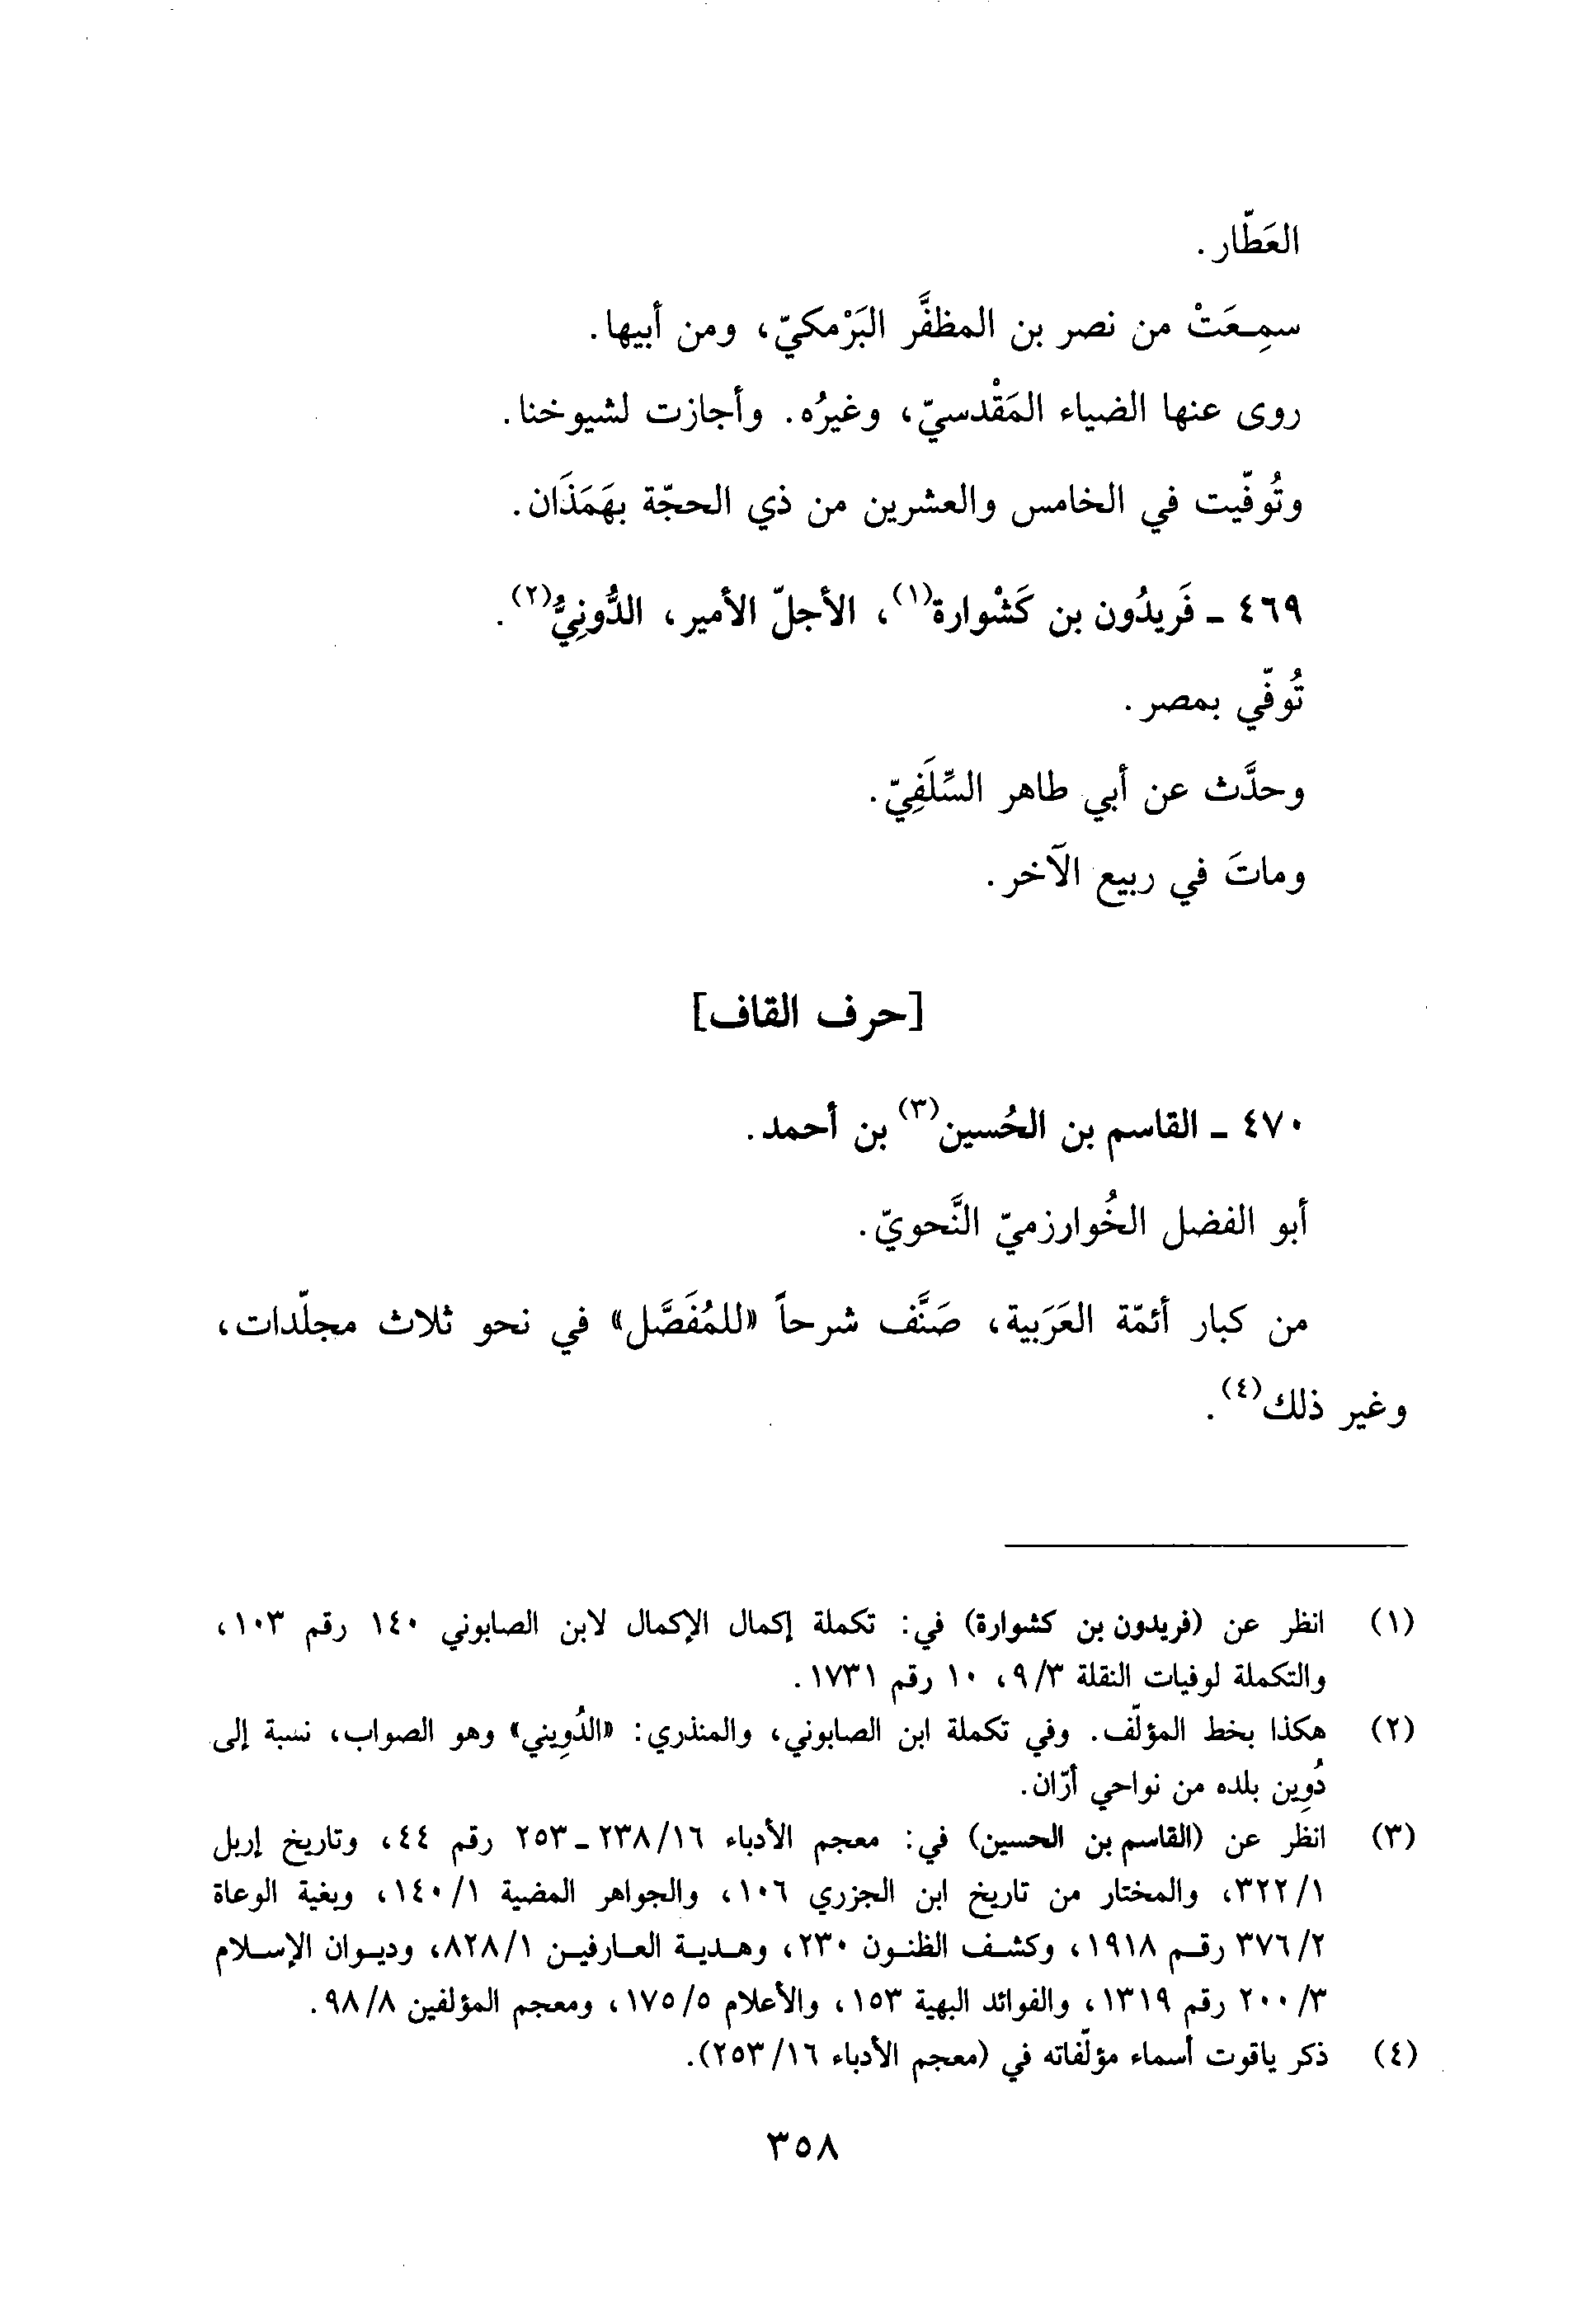 العَطّار.
سمِعَتْ من نصر بن المظفَّر البَرْمكيّ، ومن أبيها.
روى عنها الضياء المَقْدسيّ، وغيرُه. وأجازت لشيوخنا.
وتُوفّيت في الخامس والعشرين من ذي الحجّة بهَمَذَان.
٤٦٩ ـ فَريدُون بن كَشْوارة(١)، الأجلّ الأمير، الدُّونِيُّ(٢).
تُوفّي بمصر.
وحدَّث عن أبي طاهر السِّلَفِيّ.
وماتَ في ربيع الآخر.
[حرف القاف]
٤٧٠ ـ القاسم بن الحُسين(٣) بن أحمد.
أبو الفضل الخُوارزميّ النَّحويّ.
من كبار أئمّة العَرَبية، صَنَّف شرحاً «للمُفَصَّل» في نحو ثلاث مجلّدات،
وغير ذلك(٤).
(١) انظر عن (فريدون بن كشوارة) في: تكملة إكمال الإكمال لابن الصابوني ١٤٠ رقم ١٠٣،
والتكملة لوفيات النقلة ٩/٣، ١٠ رقم ١٧٣١.
(٢) هكذا بخط المؤلّف. وفي تكملة ابن الصابوني، والمنذري: «الدُوِيني» وهو الصواب، نسبة إلى
دُوِين بلده من نواحي أرّان.
(٣) انظر عن (القاسم بن الحسين) في: معجم الأدباء ٢٣٨/١٦ ـ ٢٥٣ رقم ٤٤، وتاريخ إربل
٣٢٢/١، والمختار من تاريخ ابن الجزري ١٠٦، والجواهر المضية ١٤٠/١، وبغية الوعاة
٣٧٦/٢ رقـم ١٩١٨، وكشـف الظنـون ٢٣٠، وهـديـة العـارفيـن ٨٢٨/١، وديـوان الإسـلام
٢٠٠/٣ رقم ١٣١٩، والفوائد البهية ١٥٣، والأعلام ١٧٥/٥، ومعجم المؤلفين ٩٨/٨.
(٤) ذكر ياقوت أسماء مؤلّفاته في (معجم الأدباء ٢٥٣/١٦).
٣٥٨